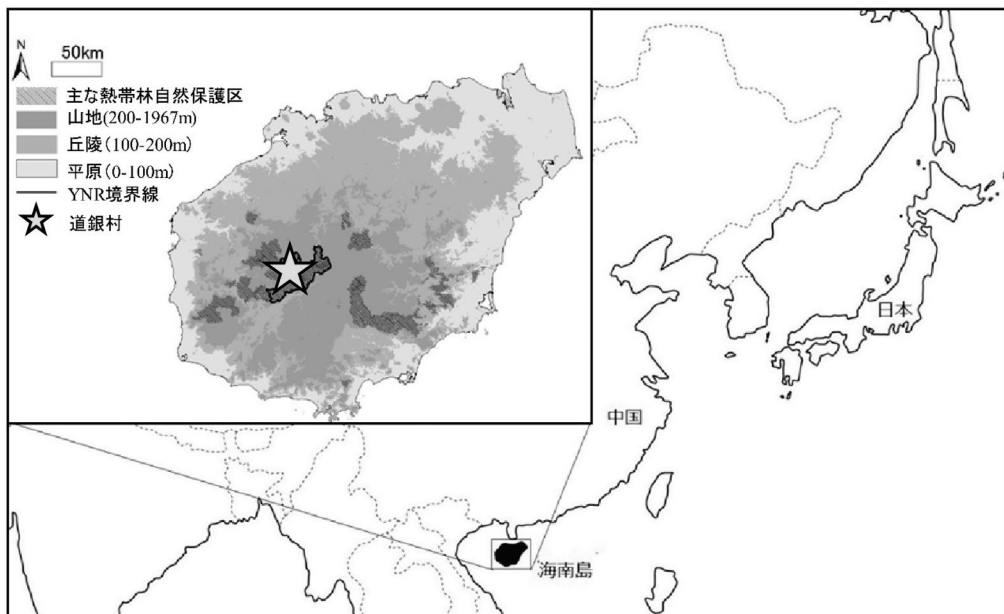 N
50km
主な熱帯林自然保護区
山地(200-1967m)
丘陵(100-200m)
平原(0-100m)
YNR境界線
道銀村
日本
中国
海南島